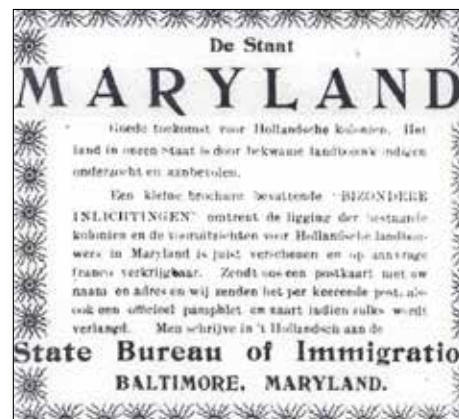 De Staat
MARYLAND
Goede toekomst voor Hollandsche kolonien. Het
land in onzen Staat is door bekwame landbouwkundigen
onderzocht en aanbevolen.
Een kleine brochure bevattende "BIZONDERE
INLICHTINGEN" omtrent de ligging der bestaande
kolonien en de vooruitzichten voor Hollandsche landbou-
wers in Maryland is juist verschenen en op aanvrage
franco verkrijgbaar. Zendt ons een postkaart met uw
naam en adres en wij zenden het per keerende post, als-
ook een officieel pamphlet en kaart indien zulks wordt
verlangd. Men schrijve in 't Hollandsch aan de
State Bureau of Immigratio
BALTIMORE, MARYLAND.